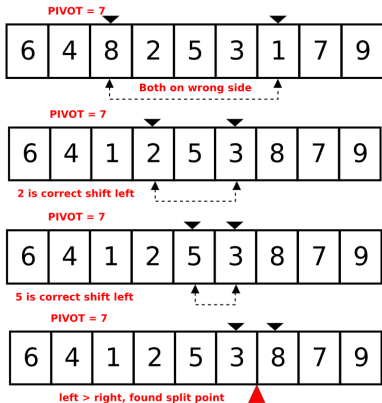 PIVOT = 7
6 4 8 2 5 3 1 7 9
Both on wrong side
PIVOT = 7
6 4 1 2 5 3 8 7 9
2 is correct shift left
PIVOT = 7
6 4 1 2 5 3 8 7 9
5 is correct shift left
PIVOT = 7
6 4 1 2 5 3 8 7 9
left > right, found split point